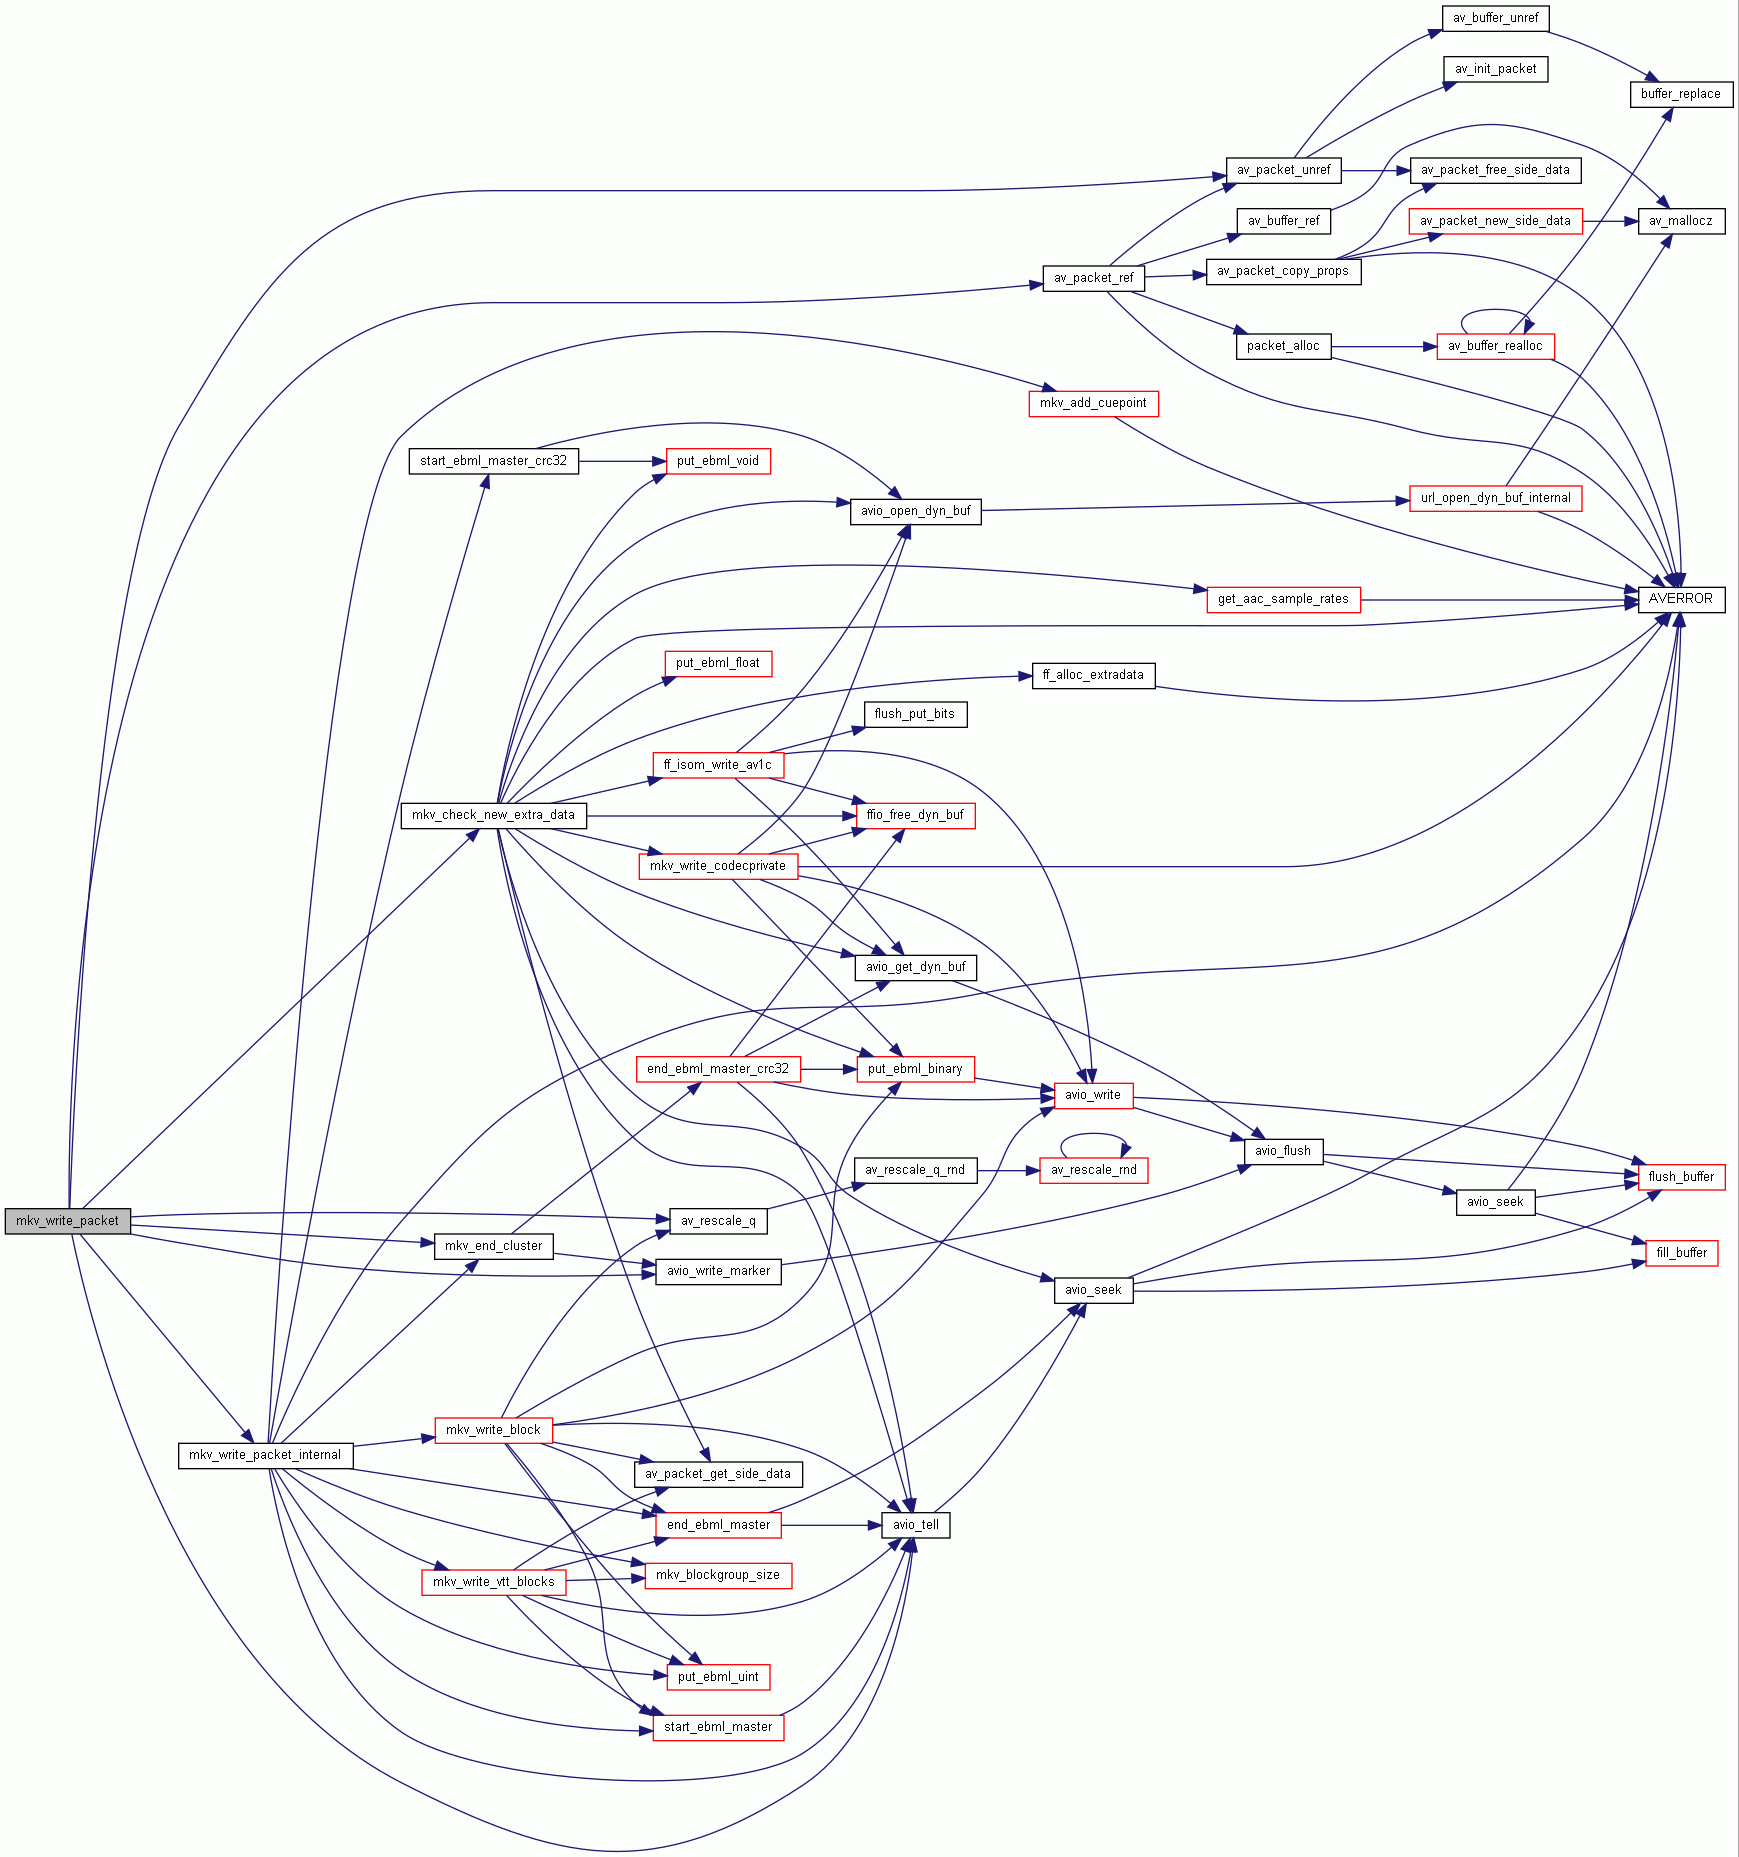 av_buffer_unref
av_init_packet
buffer_replace
av_packet_unref
av_packet_free_side_data
av_buffer_ref
av_packet_new_side_data
av_mallocz
av_packet_ref
av_packet_copy_props
packet_alloc
av_buffer_realloc
mkv_add_cuepoint
start_ebml_master_crc32
put_ebml_void
avio_open_dyn_buf
url_open_dyn_buf_internal
get_aac_sample_rates
AVERROR
put_ebml_float
ff_alloc_extradata
flush_put_bits
ff_isom_write_av1c
mkv_check_new_extra_data
ffio_free_dyn_buf
mkv_write_codecprivate
avio_get_dyn_buf
end_ebml_master_crc32
put_ebml_binary
avio_write
avio_flush
av_rescale_q_rnd
av_rescale_rnd
flush_buffer
avio_seek
mkv_write_packet
av_rescale_q
mkv_end_cluster
fill_buffer
avio_write_marker
avio_seek
mkv_write_block
mkv_write_packet_internal
av_packet_get_side_data
end_ebml_master
avio_tell
mkv_write_vtt_blocks
mkv_blockgroup_size
put_ebml_uint
start_ebml_master